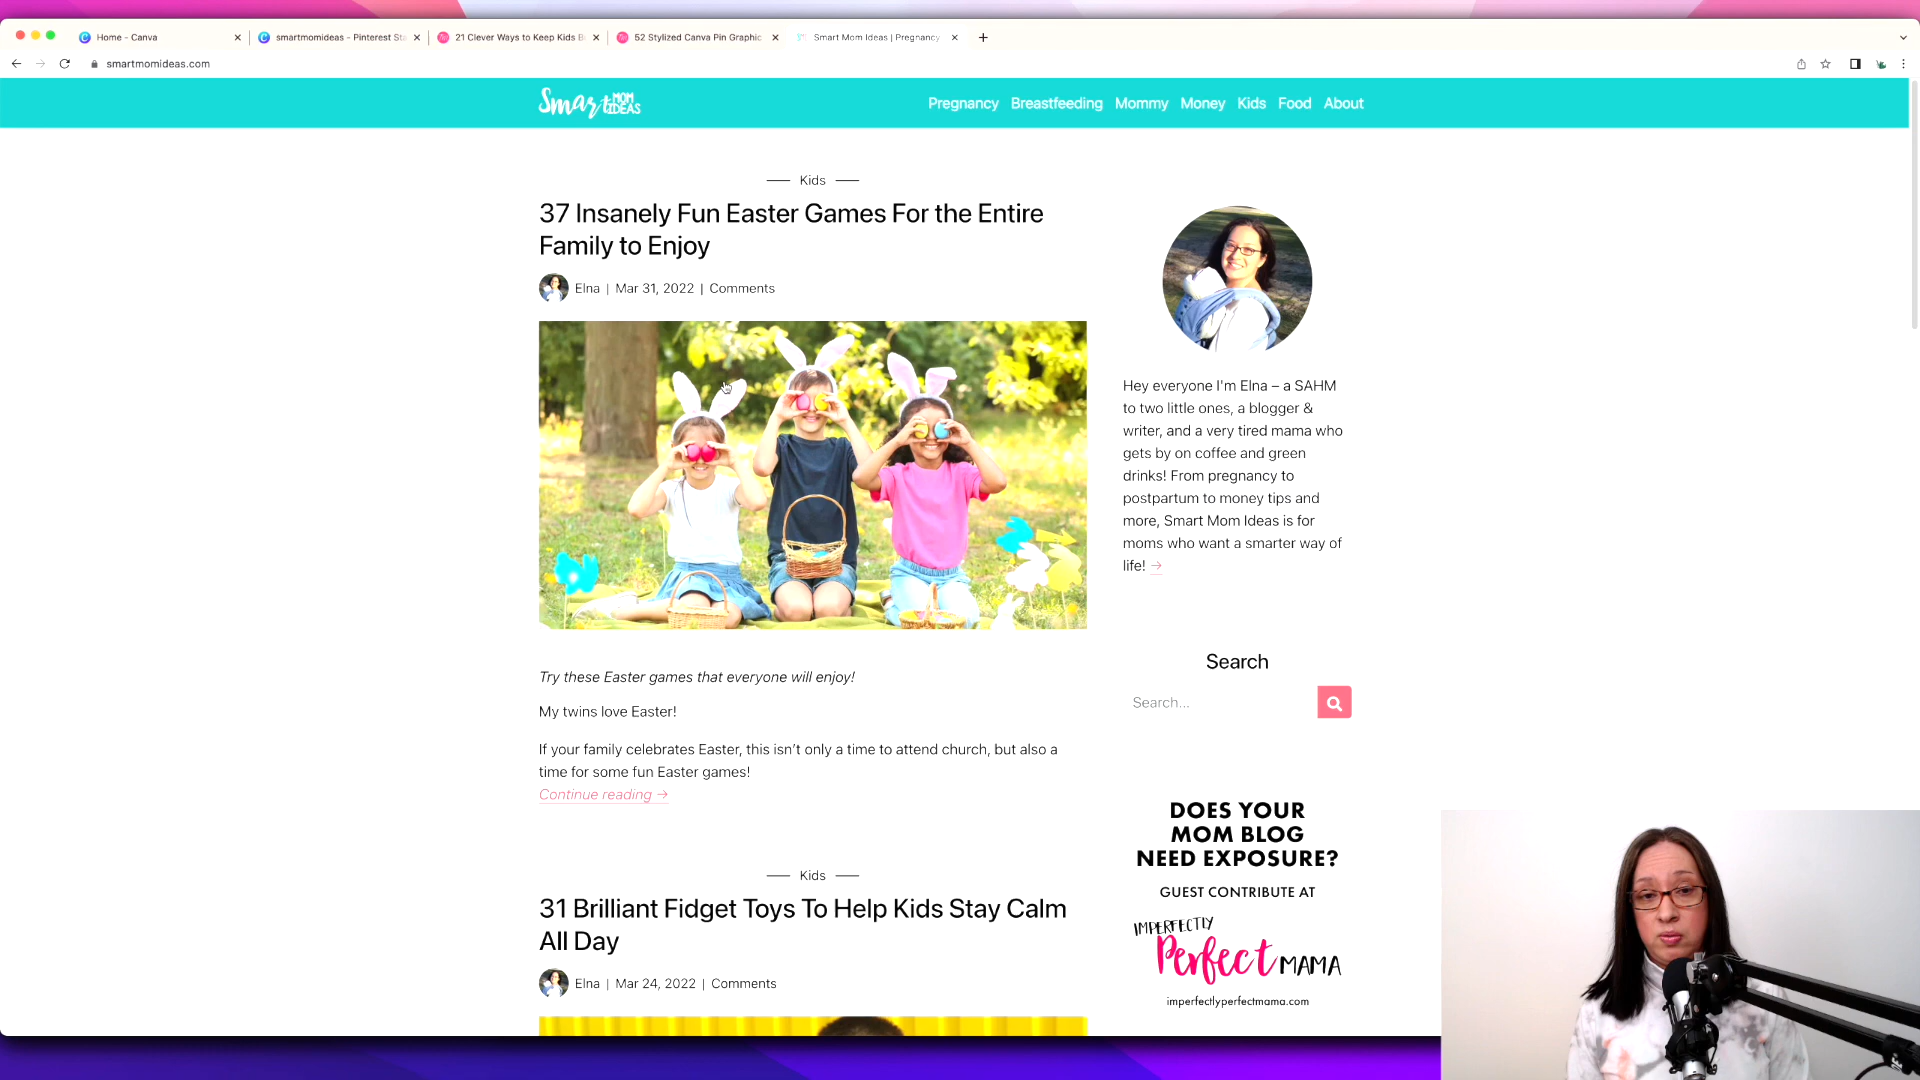 Home - Canva
smartmomideas - Pinterest Sta
21 Clever Ways to Keep Kids B
52 Stylized Canva Pin Graphic
Smart Mom Ideas | Pregnancy
smartmomideas.com
Smart MOM IDEAS
Pregnancy Breastfeeding Mommy Money Kids Food About
Kids
37 Insanely Fun Easter Games For the Entire
Family to Enjoy
Elna | Mar 31, 2022 | Comments
Try these Easter games that everyone will enjoy!
My twins love Easter!
If your family celebrates Easter, this isn’t only a time to attend church, but also a
time for some fun Easter games!
Continue reading →
Kids
31 Brilliant Fidget Toys To Help Kids Stay Calm
All Day
Elna | Mar 24, 2022 | Comments
Hey everyone I'm Elna – a SAHM
to two little ones, a blogger &
writer, and a very tired mama who
gets by on coffee and green
drinks! From pregnancy to
postpartum to money tips and
more, Smart Mom Ideas is for
moms who want a smarter way of
life! →
Search
Search...
DOES YOUR
MOM BLOG
NEED EXPOSURE?
GUEST CONTRIBUTE AT
IMPERFECTLY
Perfect MAMA
imperfectlyperfectmama.com